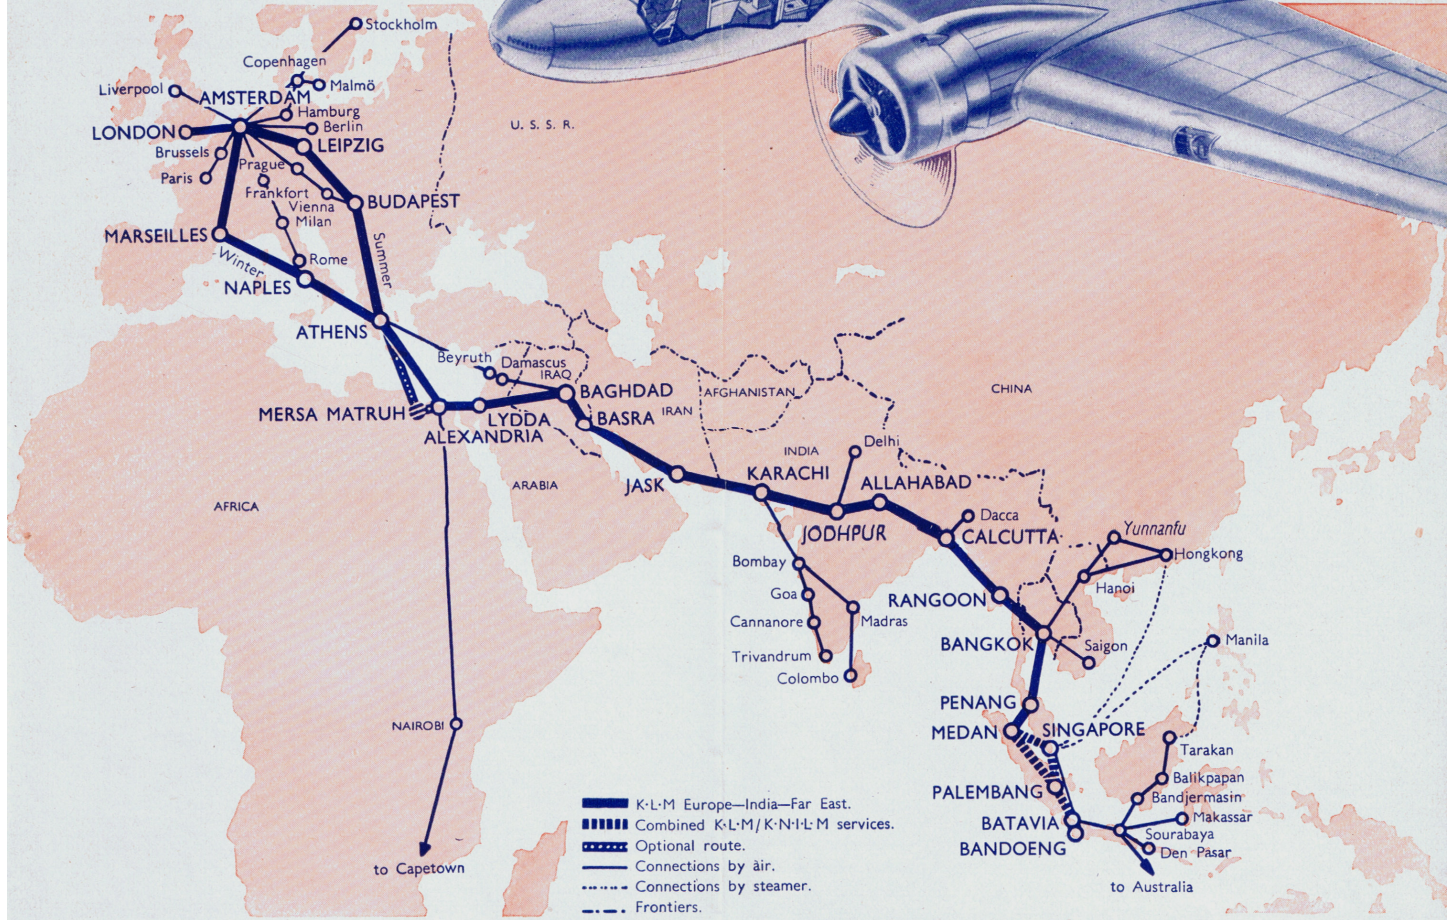 Stockholm
Copenhagen
Malmö
Liverpool
AMSTERDAM
Hamburg
Berlin
LONDON
LEIPZIG
Brussels
Prague
Paris
Frankfort
Vienna
BUDAPEST
Milan
MARSEILLES
Winter
Summer
Rome
NAPLES
ATHENS
U. S. S. R.
Beyruth
Damascus
IRAQ
BAGHDAD
MERSA MATRUH
LYDDA
BASRA
IRAN
AFGHANISTAN
CHINA
ALEXANDRIA
INDIA
Delhi
KARACHI
JASK
ALLAHABAD
ARABIA
AFRICA
JODHPUR
Dacca
CALCUTTA
Yunnanfu
Hongkong
Bombay
Hanoi
Goa
RANGOON
Cannanore
Madras
BANGKOK
Saigon
Manila
Trivandrum
Colombo
PENANG
NAIROBI
MEDAN
SINGAPORE
Tarakan
Balikpapan
PALEMBANG
Bandjermasin
Makassar
BATAVIA
Sourabaya
BANDOENG
Den Pasar
to Capetown
to Australia
K·L·M Europe—India—Far East.
Combined K·L·M/K·N·I·L·M services.
Optional route.
Connections by air.
Connections by steamer.
Frontiers.